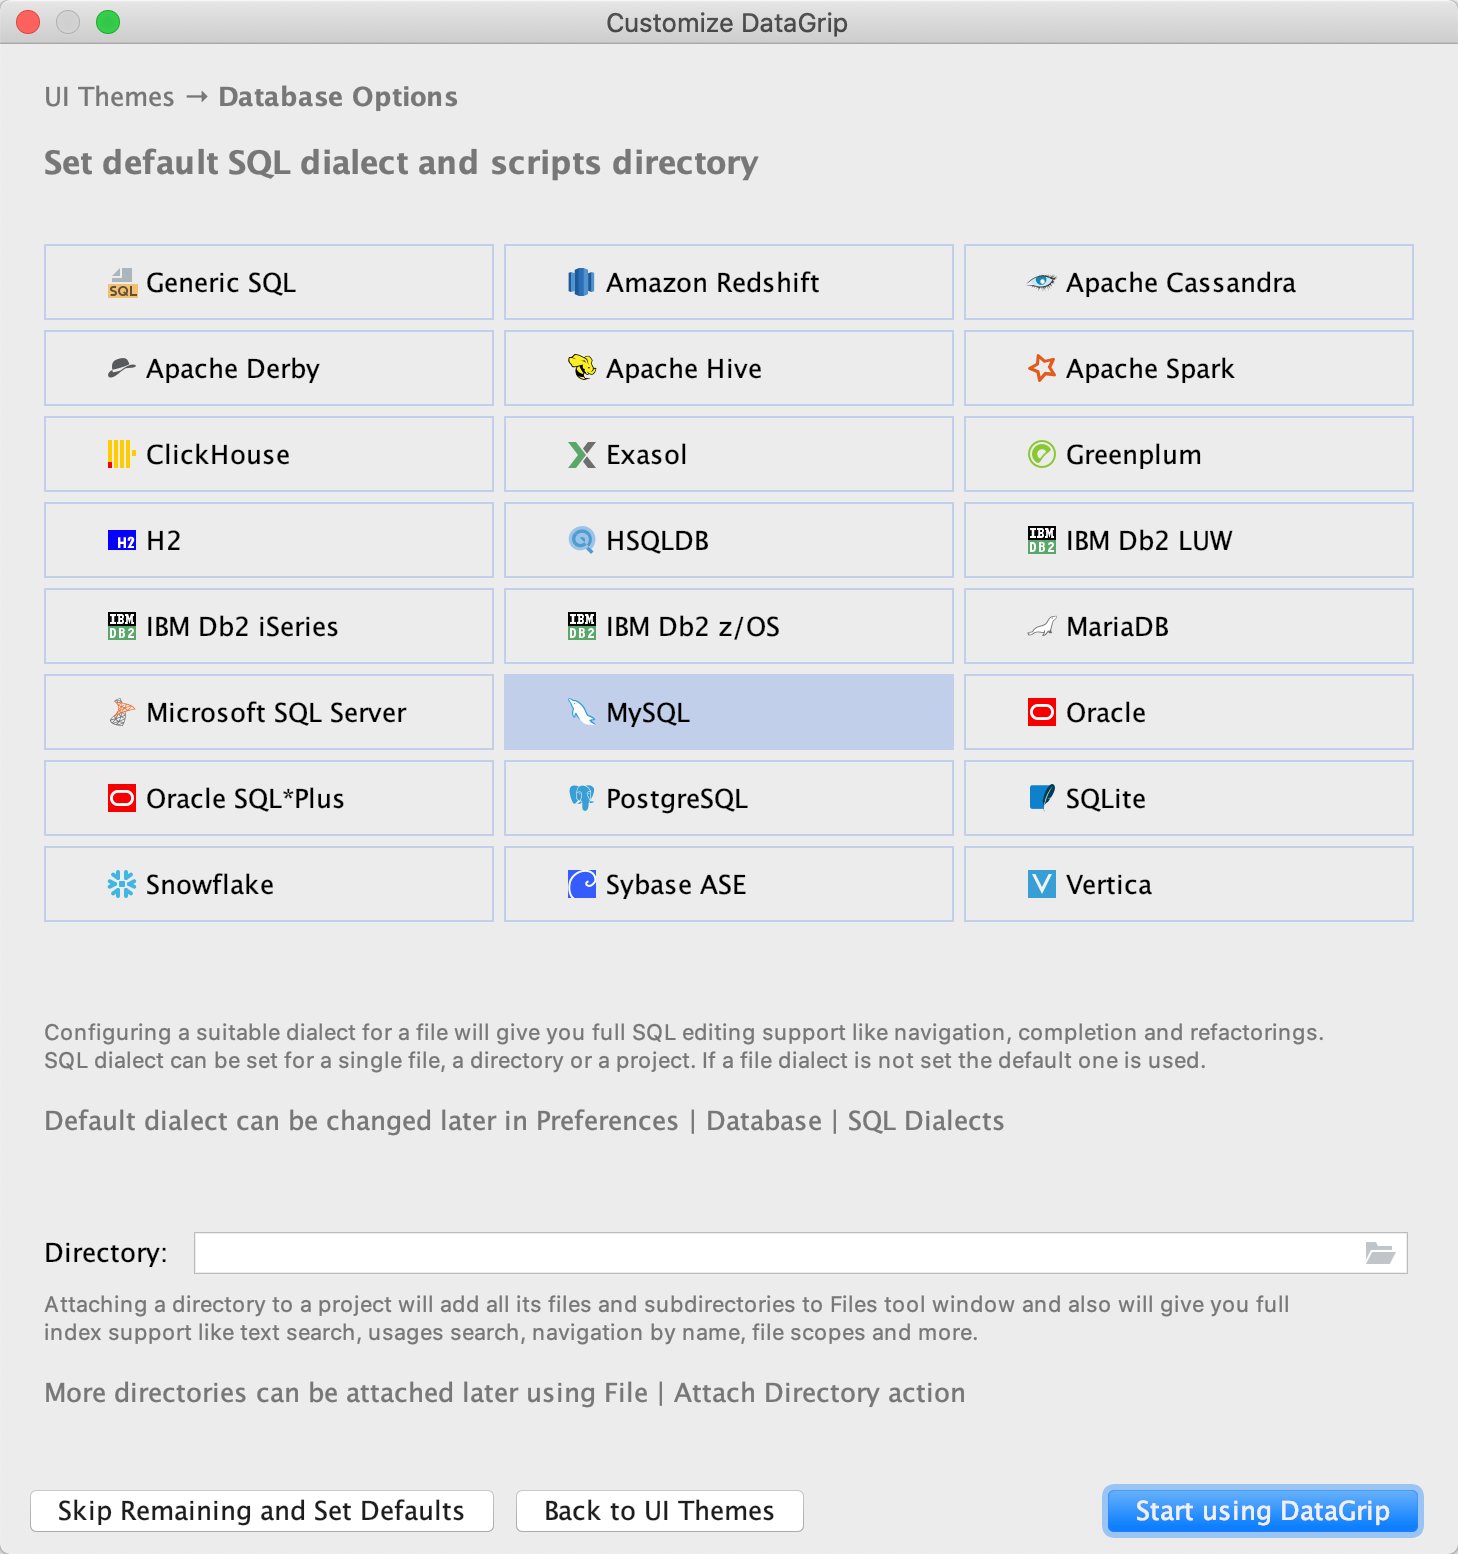 Customize DataGrip
UI Themes → Database Options
Set default SQL dialect and scripts directory
SQL Generic SQL
Amazon Redshift
Apache Cassandra
Apache Derby
Apache Hive
Apache Spark
ClickHouse
Exasol
Greenplum
H2 H2
HSQLDB
IBM DB2 IBM Db2 LUW
IBM DB2 IBM Db2 iSeries
IBM DB2 IBM Db2 z/OS
MariaDB
Microsoft SQL Server
MySQL
Oracle
Oracle SQL*Plus
PostgreSQL
SQLite
Snowflake
Sybase ASE
Vertica
Configuring a suitable dialect for a file will give you full SQL editing support like navigation, completion and refactorings.
SQL dialect can be set for a single file, a directory or a project. If a file dialect is not set the default one is used.
Default dialect can be changed later in Preferences | Database | SQL Dialects
Directory:
Attaching a directory to a project will add all its files and subdirectories to Files tool window and also will give you full
index support like text search, usages search, navigation by name, file scopes and more.
More directories can be attached later using File | Attach Directory action
Skip Remaining and Set Defaults
Back to UI Themes
Start using DataGrip